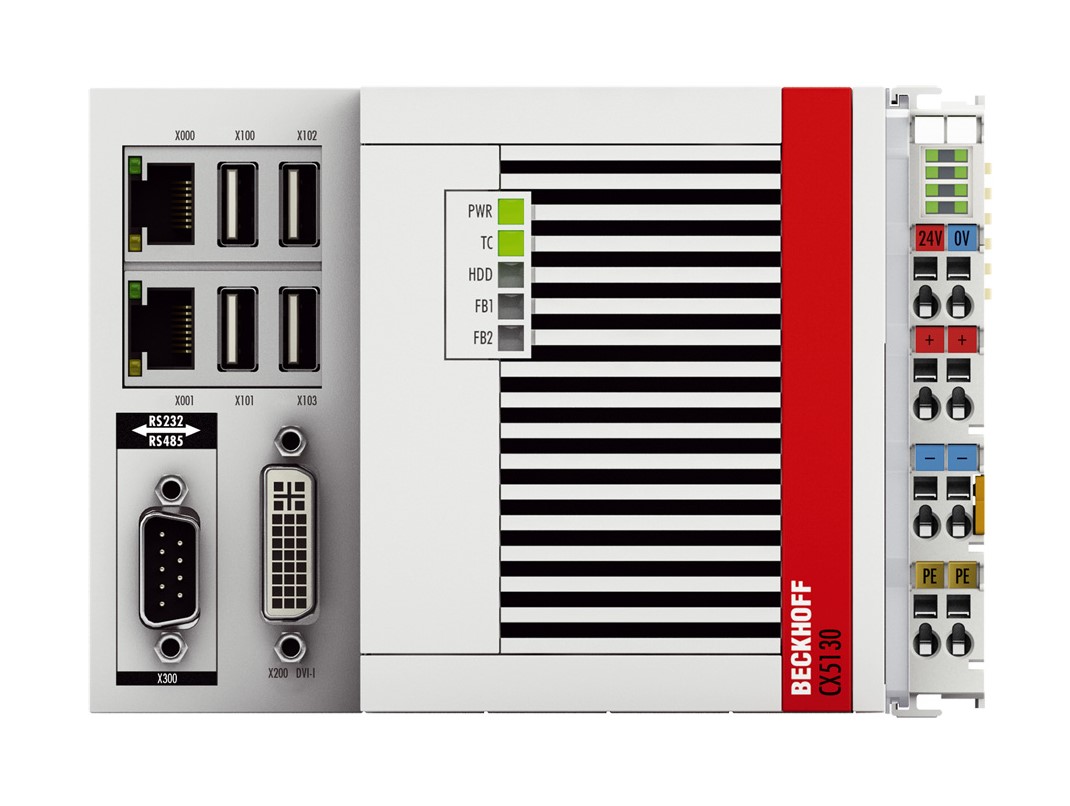 X000 X100 X102
X001 X101 X103
RS232
RS485
X300
X200 DVI-I
PWR
TC
HDD
FB1
FB2
BECKHOFF
CX5130
24V 0V
+ +
− −
PE PE